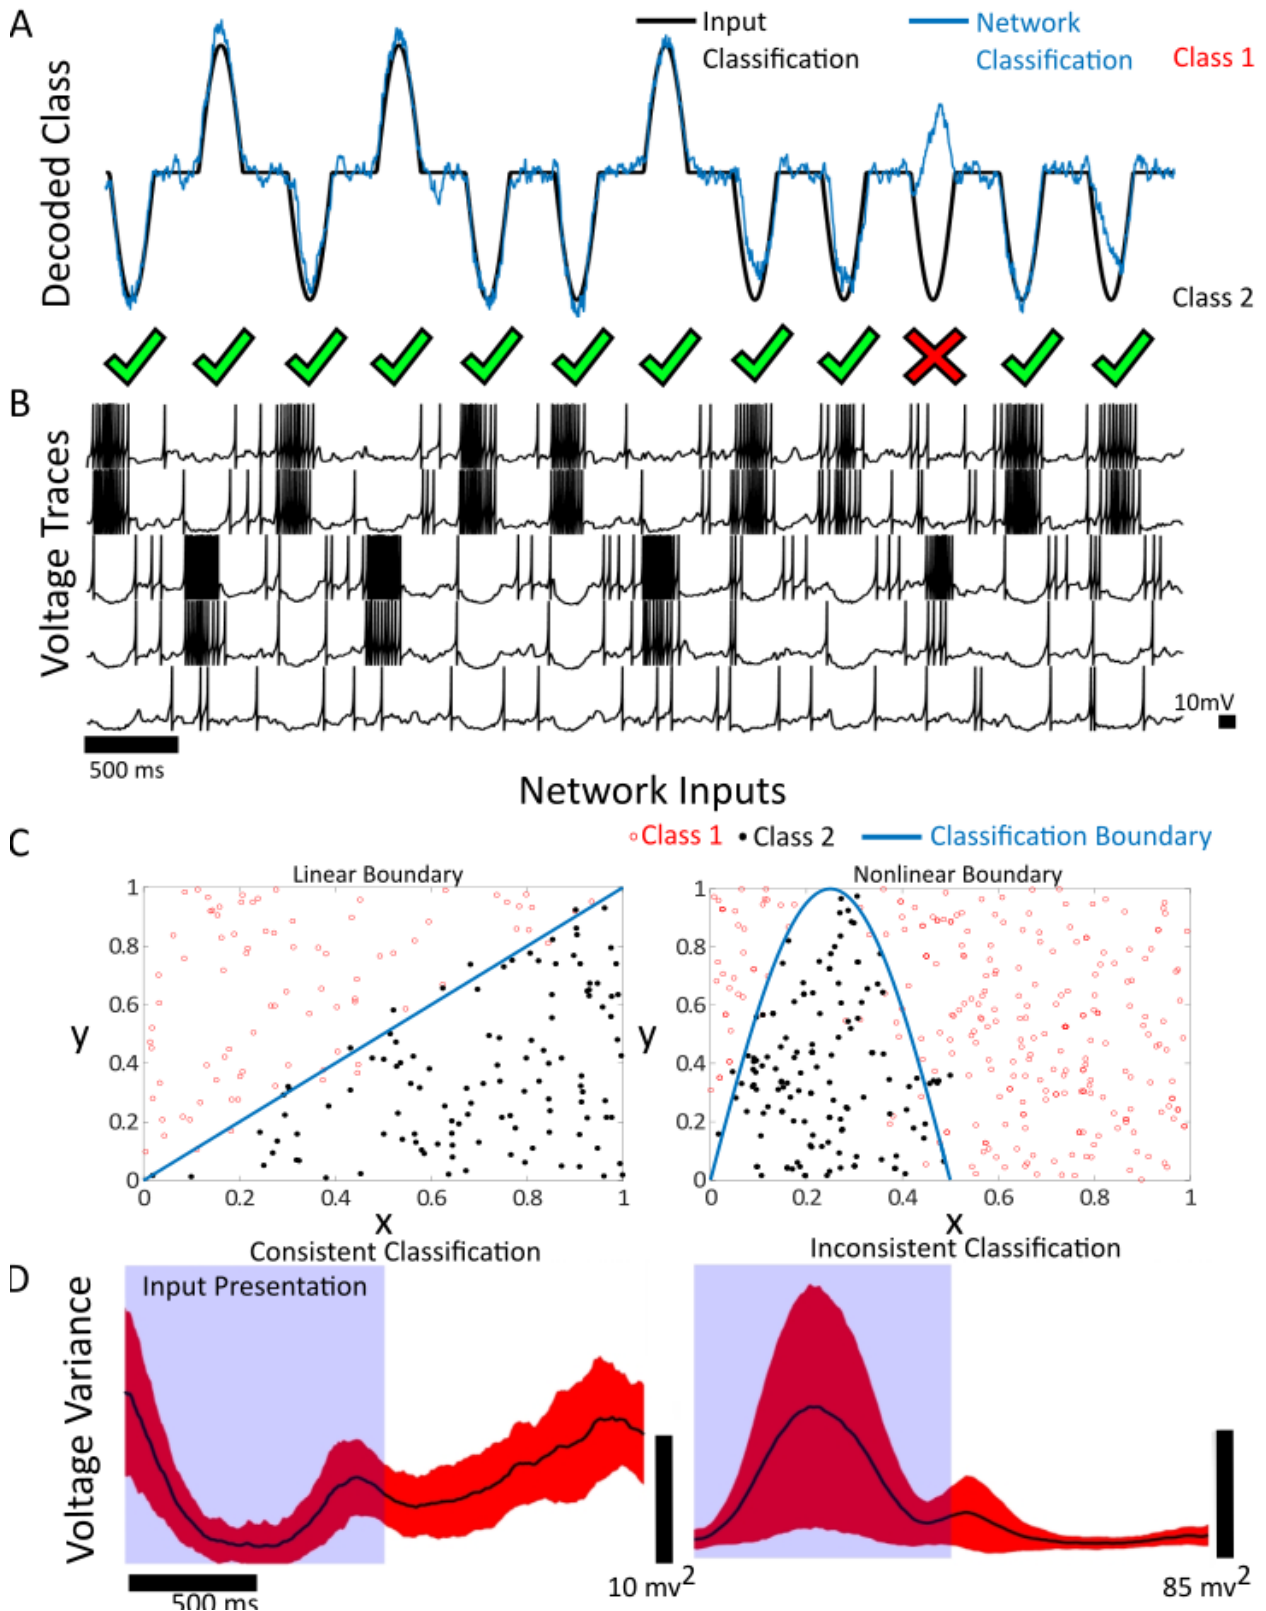 A
Decoded Class
Input
Classification
Network
Classification
Class 1
Class 2
B
Voltage Traces
10mV
500 ms
Network Inputs
C
Class 1
Class 2
Classification Boundary
Linear Boundary
1
0.8
0.6
0.4
0.2
0
y
0
0.2
0.4
0.6
0.8
1
x
Nonlinear Boundary
1
0.8
0.6
0.4
0.2
0
y
0
0.2
0.4
0.6
0.8
1
x
D
Voltage Variance
Consistent Classification
Input Presentation
500 ms
10 mv²
Inconsistent Classification
85 mv²